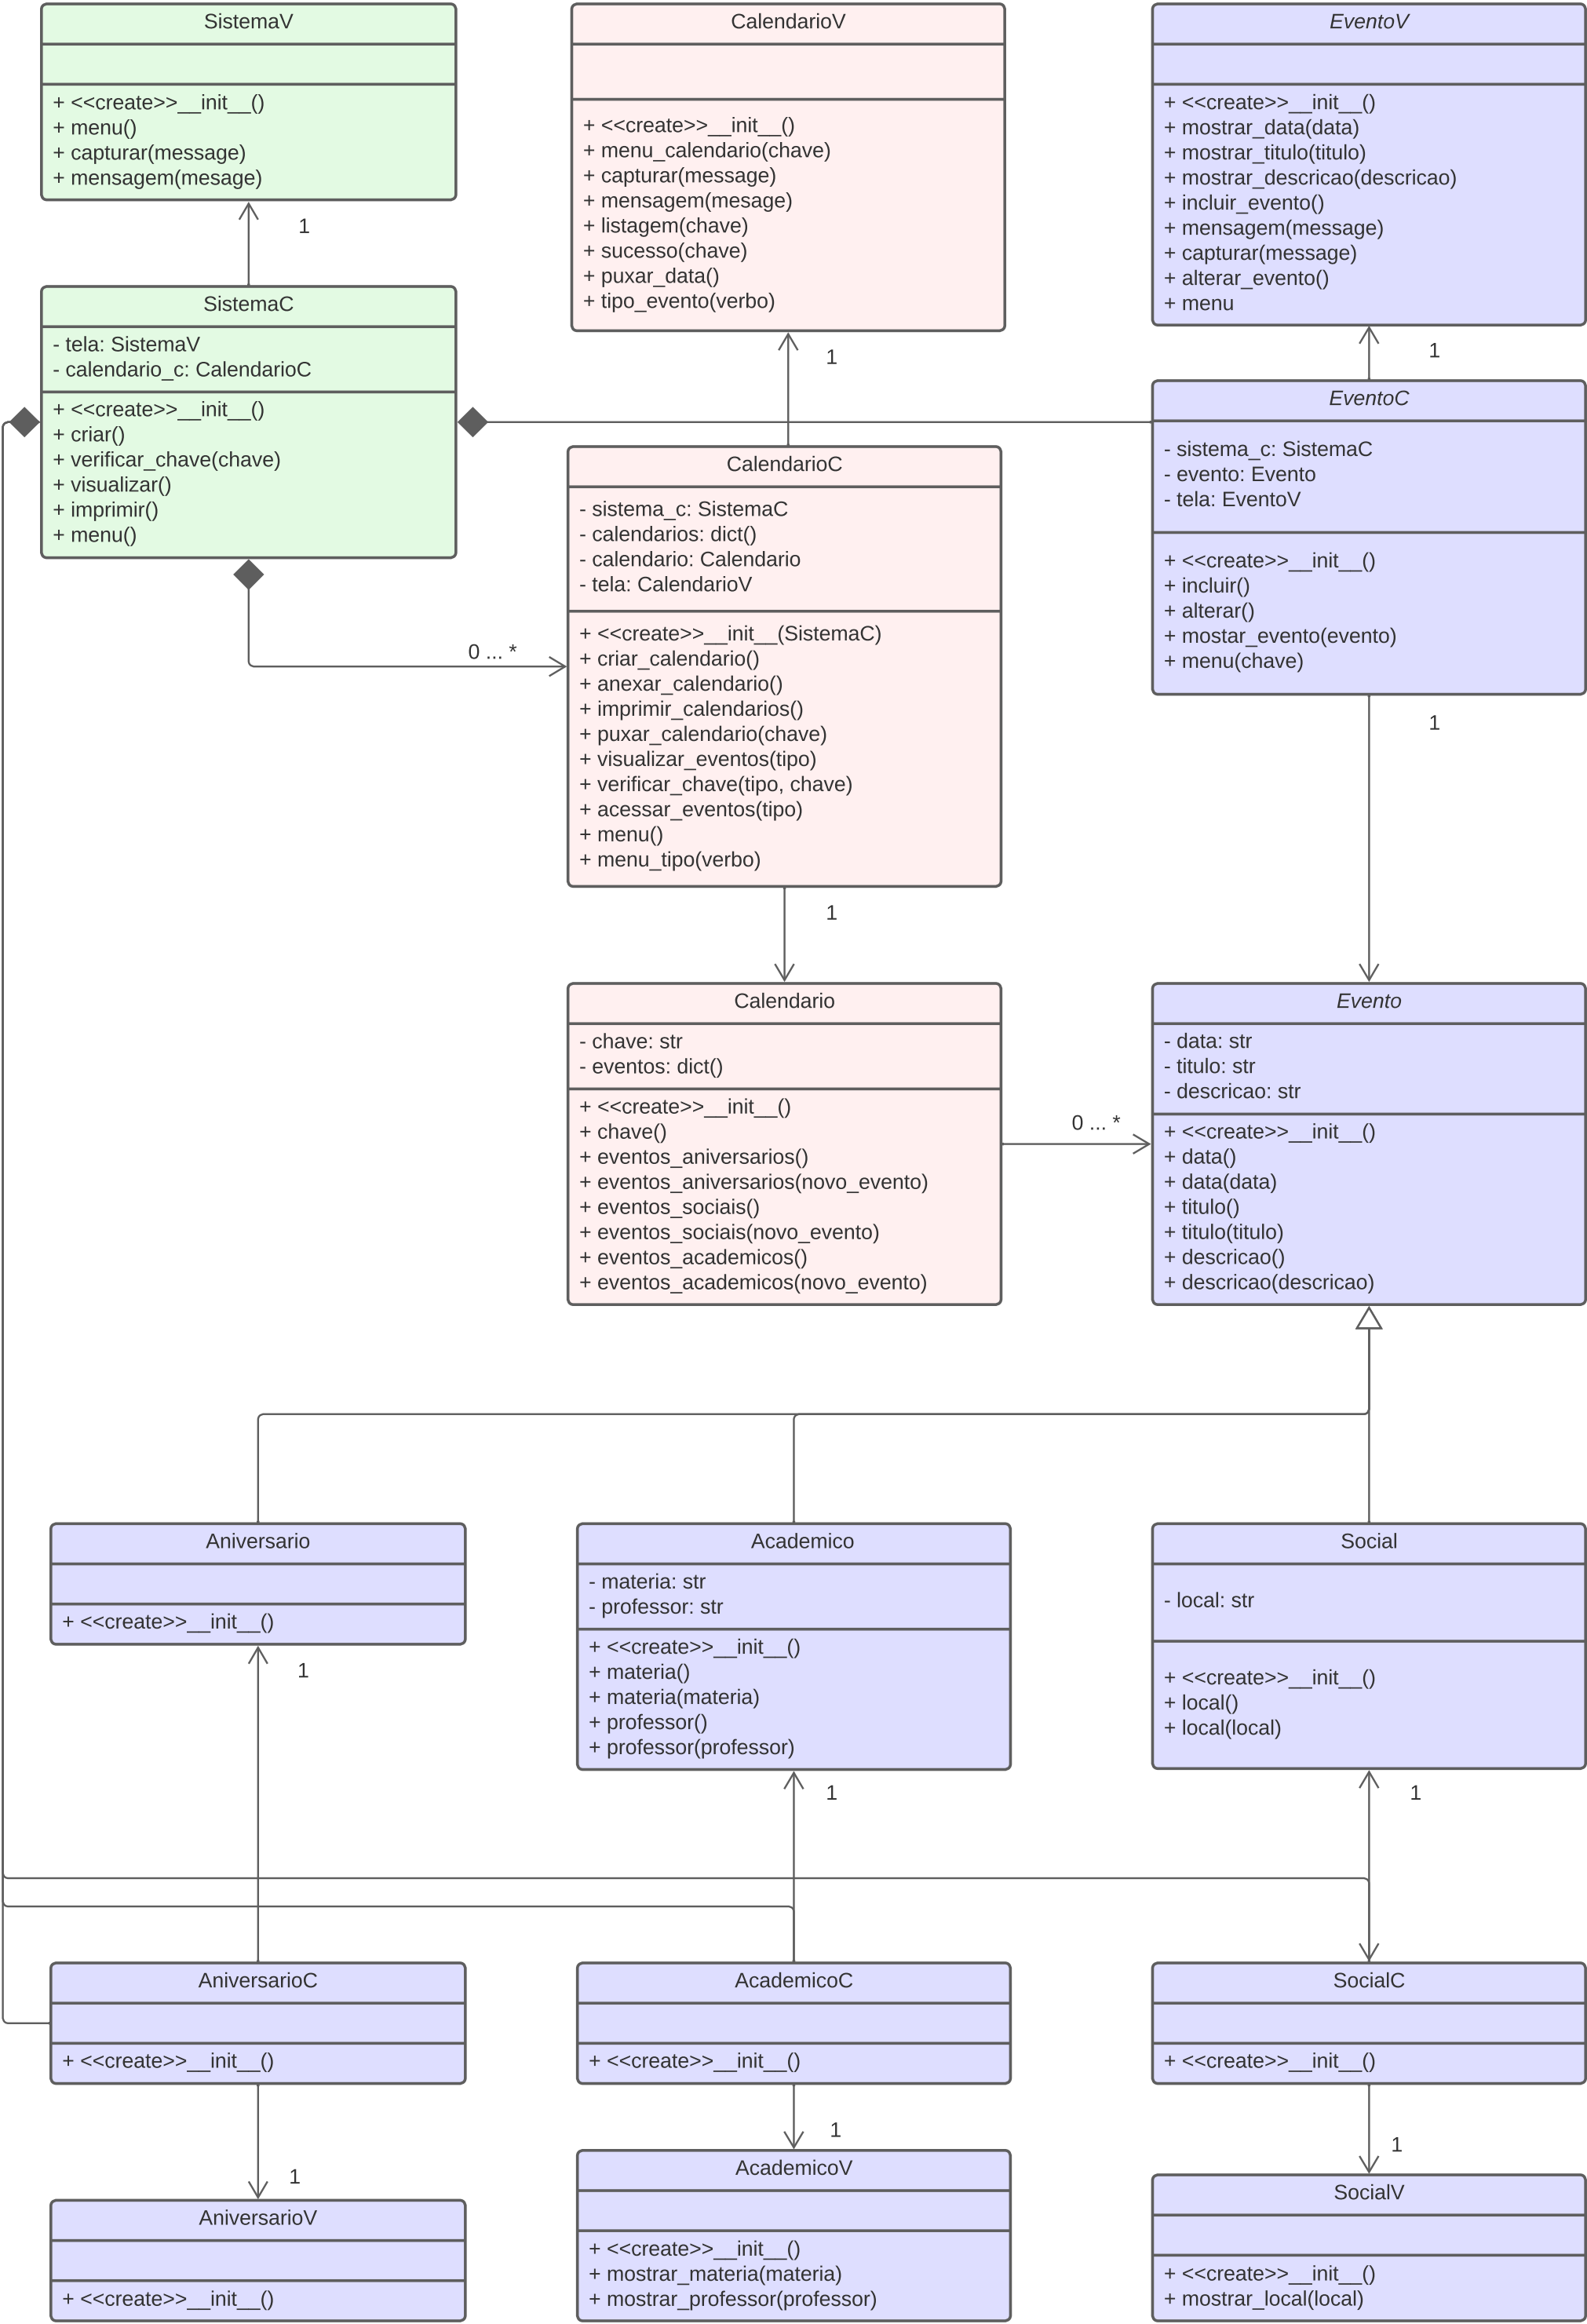 SistemaV
+ <<create>>__init__()
+ menu()
+ capturar(message)
+ mensagem(mesage)
1
CalendarioV
+ <<create>>__init__()
+ menu_calendario(chave)
+ capturar(message)
+ mensagem(mesage)
+ listagem(chave)
+ sucesso(chave)
+ puxar_data()
+ tipo_evento(verbo)
1
EventoV
+ <<create>>__init__()
+ mostrar_data(data)
+ mostrar_titulo(titulo)
+ mostrar_descricao(descricao)
+ incluir_evento()
+ mensagem(message)
+ capturar(message)
+ alterar_evento()
+ menu
1
SistemaC
- tela: SistemaV
- calendario_c: CalendarioC
+ <<create>>__init__()
+ criar()
+ verificar_chave(chave)
+ visualizar()
+ imprimir()
+ menu()
0 ... *
CalendarioC
- sistema_c: SistemaC
- calendarios: dict()
- calendario: Calendario
- tela: CalendarioV
+ <<create>>__init__(SistemaC)
+ criar_calendario()
+ anexar_calendario()
+ imprimir_calendarios()
+ puxar_calendario(chave)
+ visualizar_eventos(tipo)
+ verificar_chave(tipo, chave)
+ acessar_eventos(tipo)
+ menu()
+ menu_tipo(verbo)
1
EventoC
- sistema_c: SistemaC
- evento: Evento
- tela: EventoV
+ <<create>>__init__()
+ incluir()
+ alterar()
+ mostar_evento(evento)
+ menu(chave)
1
Calendario
- chave: str
- eventos: dict()
+ <<create>>__init__()
+ chave()
+ eventos_aniversarios()
+ eventos_aniversarios(novo_evento)
+ eventos_sociais()
+ eventos_sociais(novo_evento)
+ eventos_academicos()
+ eventos_academicos(novo_evento)
0 ... *
Evento
- data: str
- titulo: str
- descricao: str
+ <<create>>__init__()
+ data()
+ data(data)
+ titulo()
+ titulo(titulo)
+ descricao()
+ descricao(descricao)
Aniversario
+ <<create>>__init__()
1
Academico
- materia: str
- professor: str
+ <<create>>__init__()
+ materia()
+ materia(materia)
+ professor()
+ professor(professor)
1
Social
- local: str
+ <<create>>__init__()
+ local()
+ local(local)
1
AniversarioC
+ <<create>>__init__()
1
AcademicoC
+ <<create>>__init__()
1
SocialC
+ <<create>>__init__()
1
AniversarioV
+ <<create>>__init__()
AcademicoV
+ <<create>>__init__()
+ mostrar_materia(materia)
+ mostrar_professor(professor)
SocialV
+ <<create>>__init__()
+ mostrar_local(local)